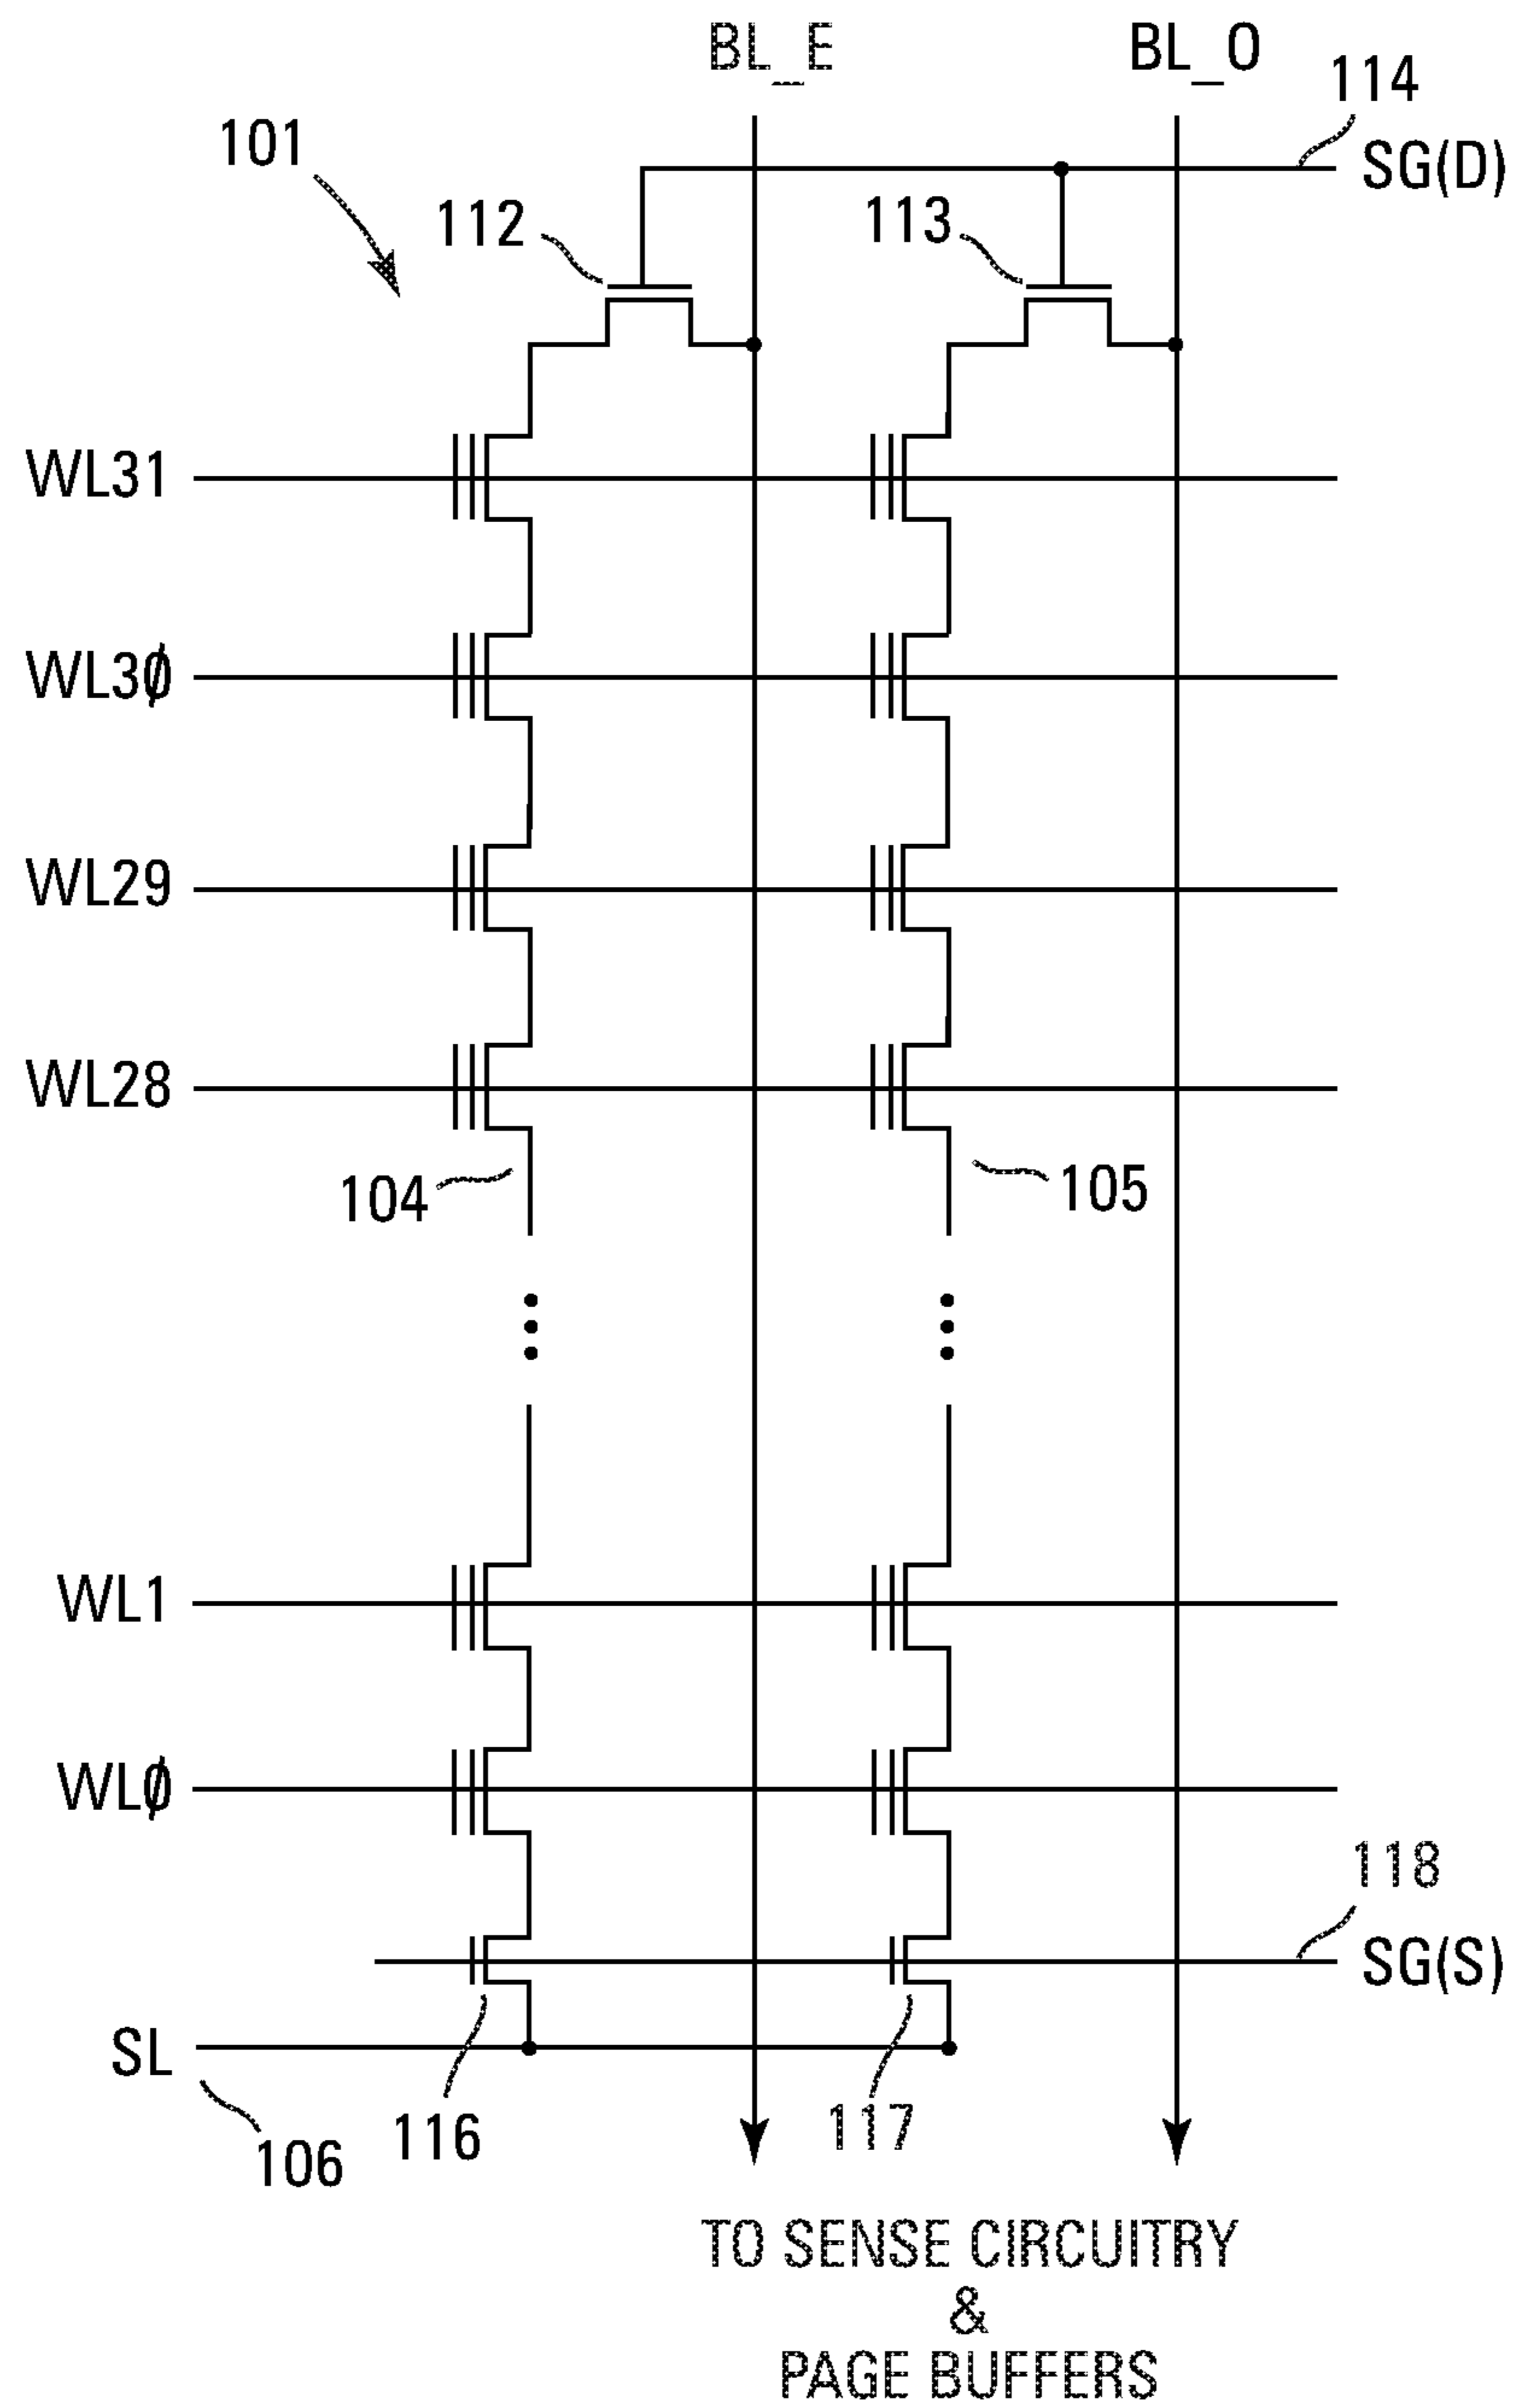 BL_E
BL_O
114
101
SG(D)
112
113
WL31
WL3Ø
WL29
WL28
104
105
WL1
WLØ
118
SG(S)
SL
116
117
106
TO SENSE CIRCUITRY
&
PAGE BUFFERS